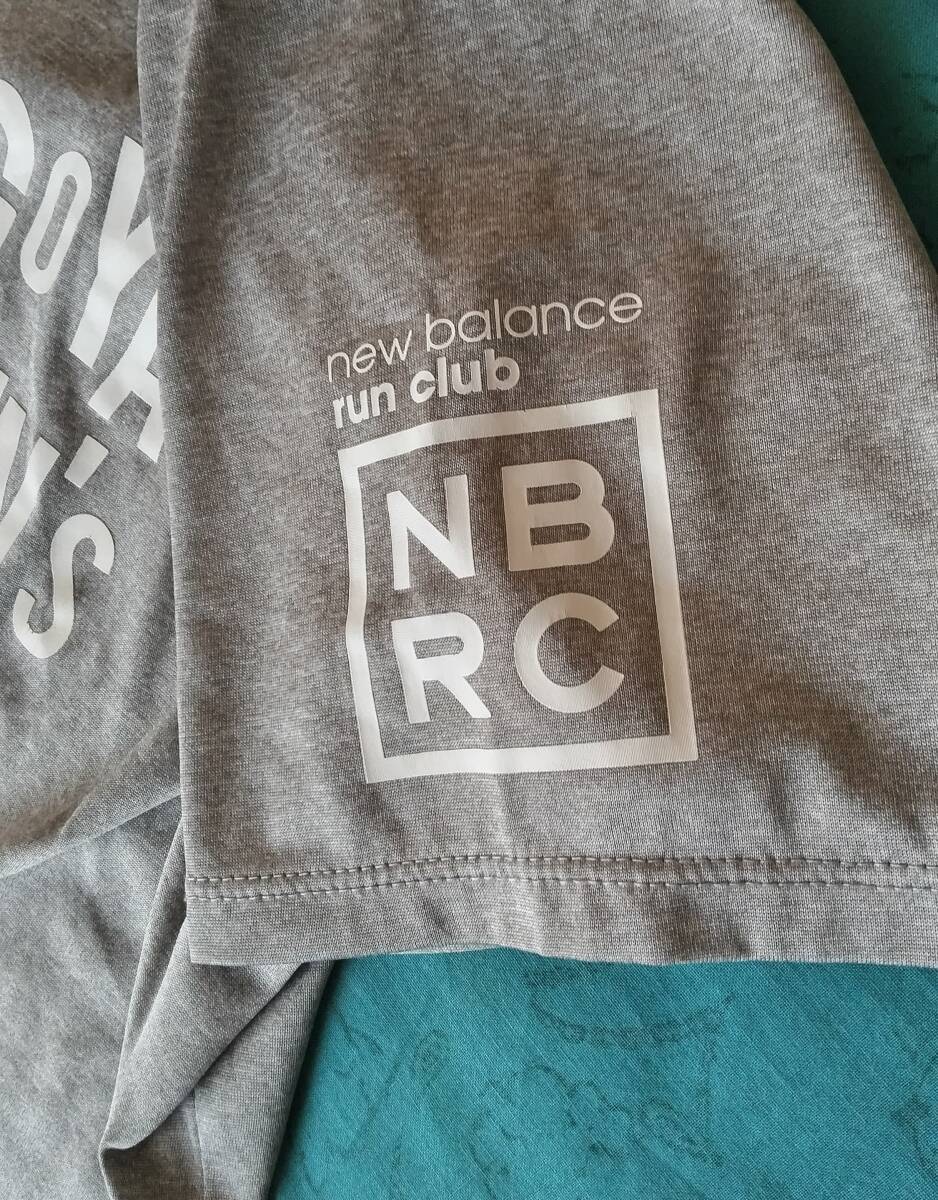 new balance
run club
NB
RC